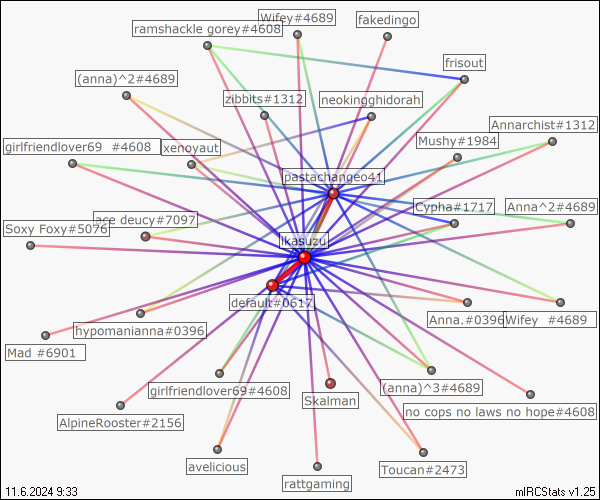 Wifey#4689
fakedingo
ramshackle gorey#4608
frisout
(anna)^2#4689
zibbits#1312
neokingghidorah
Annarchist#1312
Mushy#1984
girlfriendlover69 #4608
xenoyaut
pastachangeo41
Cypha#1717
Anna^2#4689
ace deucy#7097
Soxy Foxy#5076
ikasuzu
default#0617
Anna.#0396
Wifey #4689
hypomanianna#0396
Mad #6901
girlfriendlover69#4608
(anna)^3#4689
Skalman
no cops no laws no hope#4608
AlpineRooster#2156
avelicious
Toucan#2473
rattgaming
11.6.2024 9:33
mIRCStats v1.25